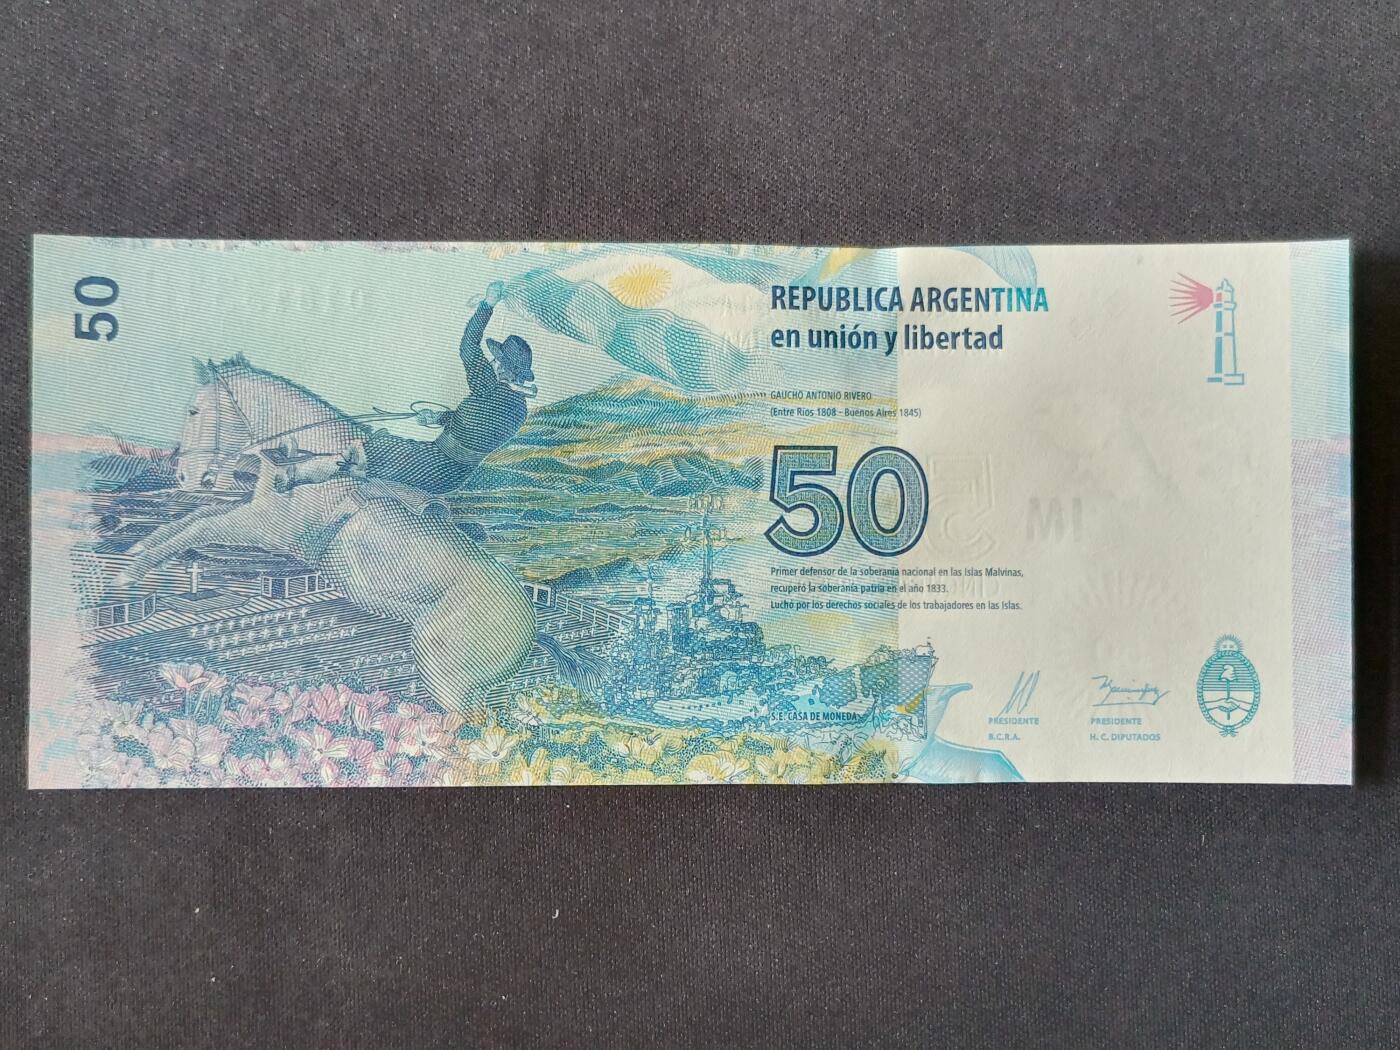 50
REPUBLICA ARGENTINA
en unión y libertad
GAUCHO ANTONIO RIVERO
(Entre Ríos 1808 - Buenos Aires 1845)
50
Primer defensor de la soberanía nacional en las Islas Malvinas,
recuperó la soberanía patria en el año 1833.
Luchó por los derechos sociales de los trabajadores en las Islas.
S.E. CASA DE MONEDA
PRESIDENTE
B.C.R.A.
PRESIDENTE
H. C. DIPUTADOS